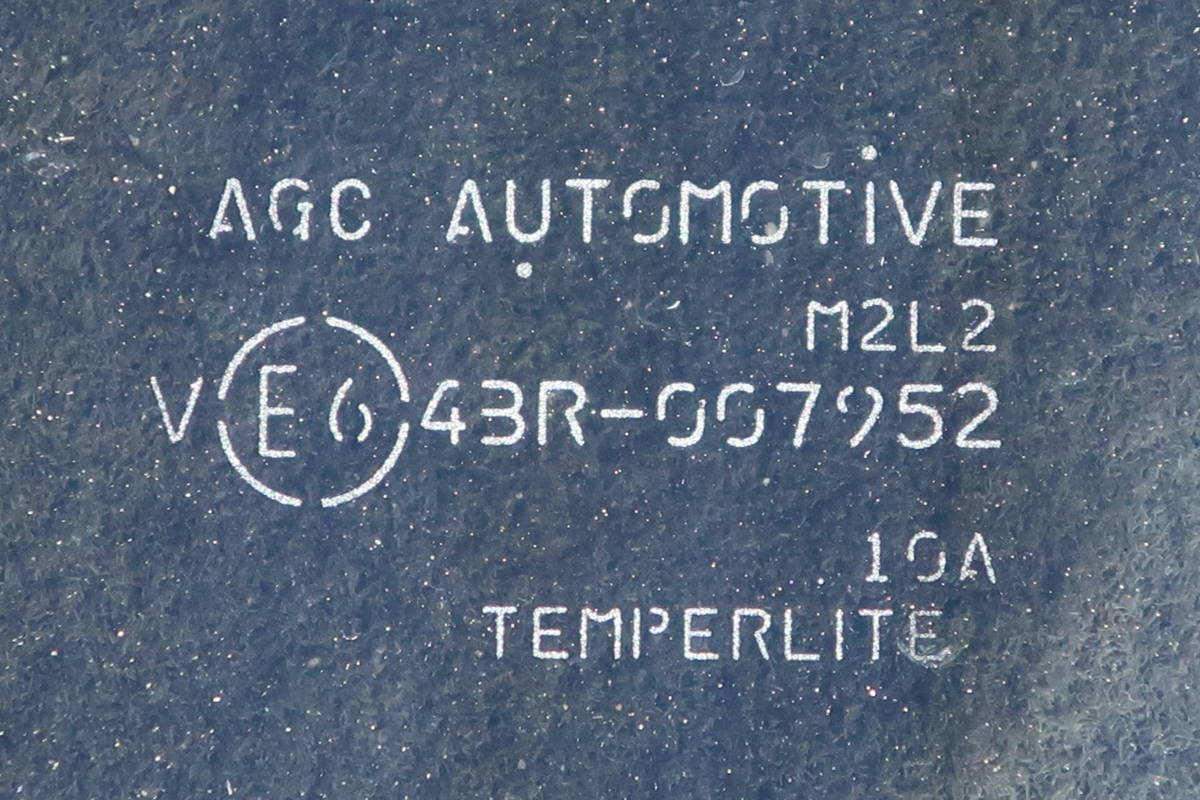 AGC AUTOMOTIVE
M2L2
V E6 43R-007952
10A
TEMPERLITE